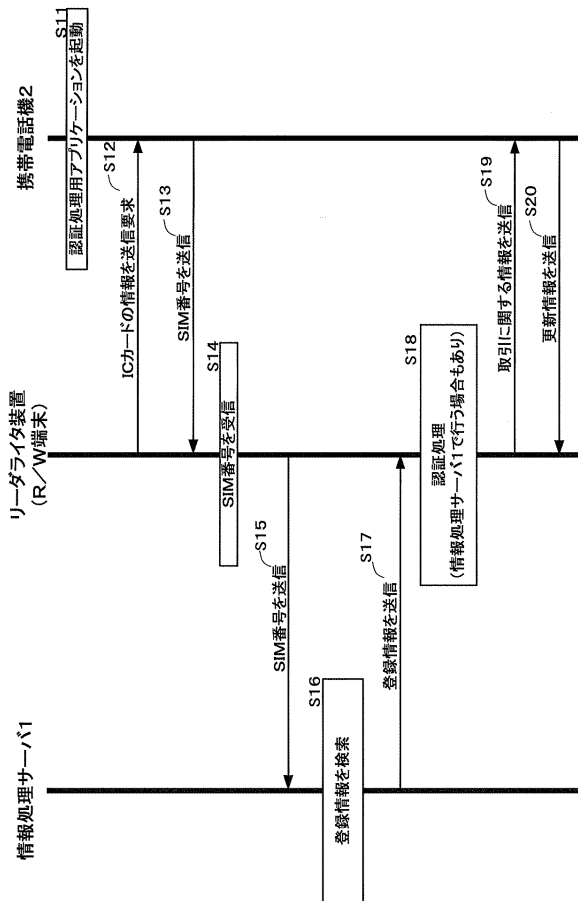 情報処理サーバ1
リーダライタ装置
(R/W端末)
携帯電話機2
S11
認証処理用アプリケーションを起動
S12
ICカードの情報を送信要求
S13
SIM番号を送信
S14
SIM番号を受信
S15
SIM番号を送信
S16
登録情報を検索
S17
登録情報を送信
S18
認証処理
(情報処理サーバ1で行う場合もあり)
S19
取引に関する情報を送信
S20
更新情報を送信